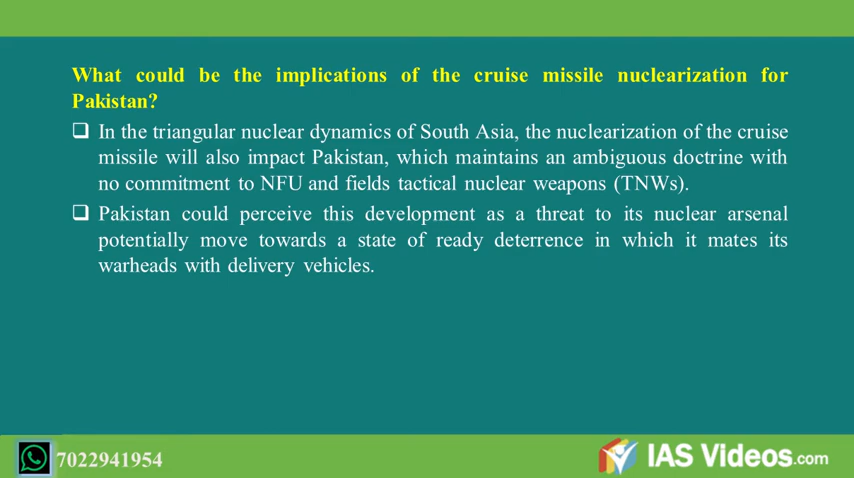 What could be the implications of the cruise missile nuclearization for
Pakistan?
In the triangular nuclear dynamics of South Asia, the nuclearization of the cruise
missile will also impact Pakistan, which maintains an ambiguous doctrine with
no commitment to NFU and fields tactical nuclear weapons (TNWs).
Pakistan could perceive this development as a threat to its nuclear arsenal
potentially move towards a state of ready deterrence in which it mates its
warheads with delivery vehicles.
7022941954
IAS Videos.com